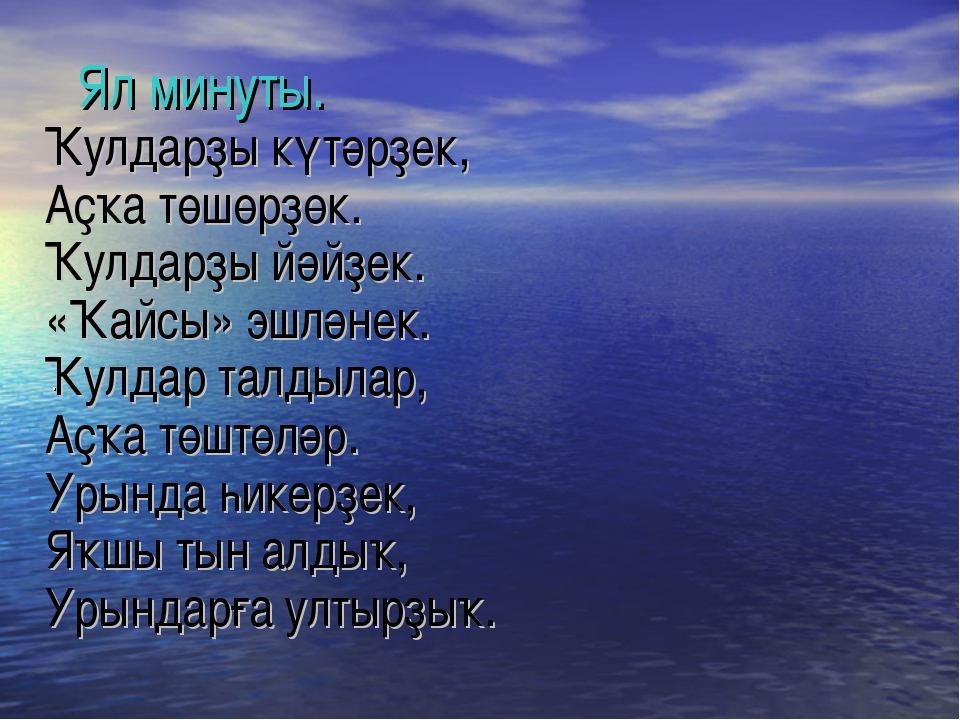 Ял минуты.
Ҡулдарҙы күтәрҙек,
Аҫҡа төшөрҙөк.
Ҡулдарҙы йәйҙек.
«Ҡайсы» эшләнек.
Ҡулдар талдылар,
Аҫҡа төштөләр.
Урында һикерҙек,
Яҡшы тын алдыҡ,
Урындарға ултырҙыҡ.